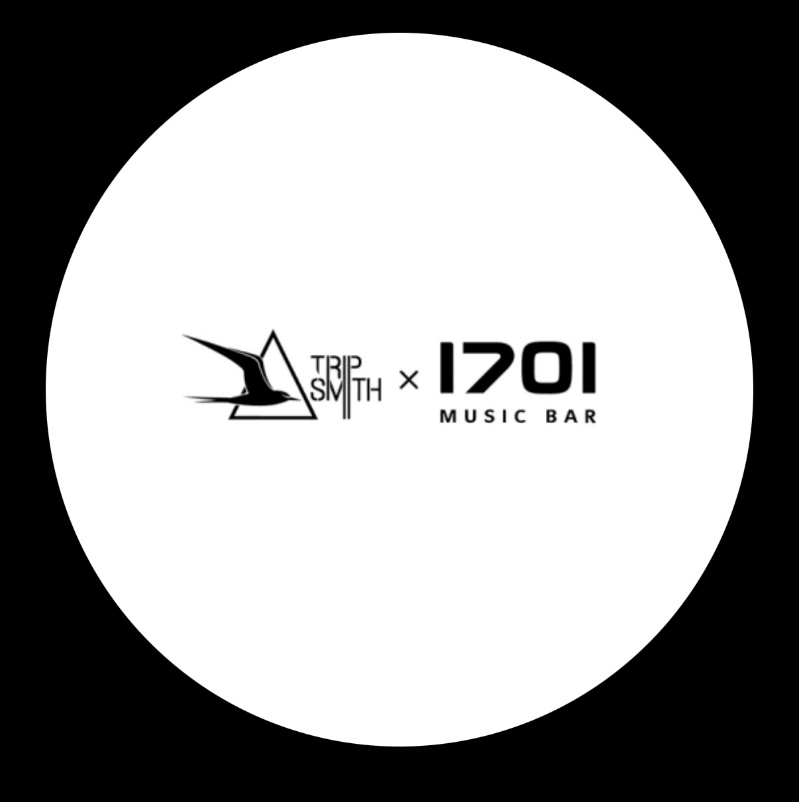 TRIP
SMITH
×
1701
MUSIC BAR